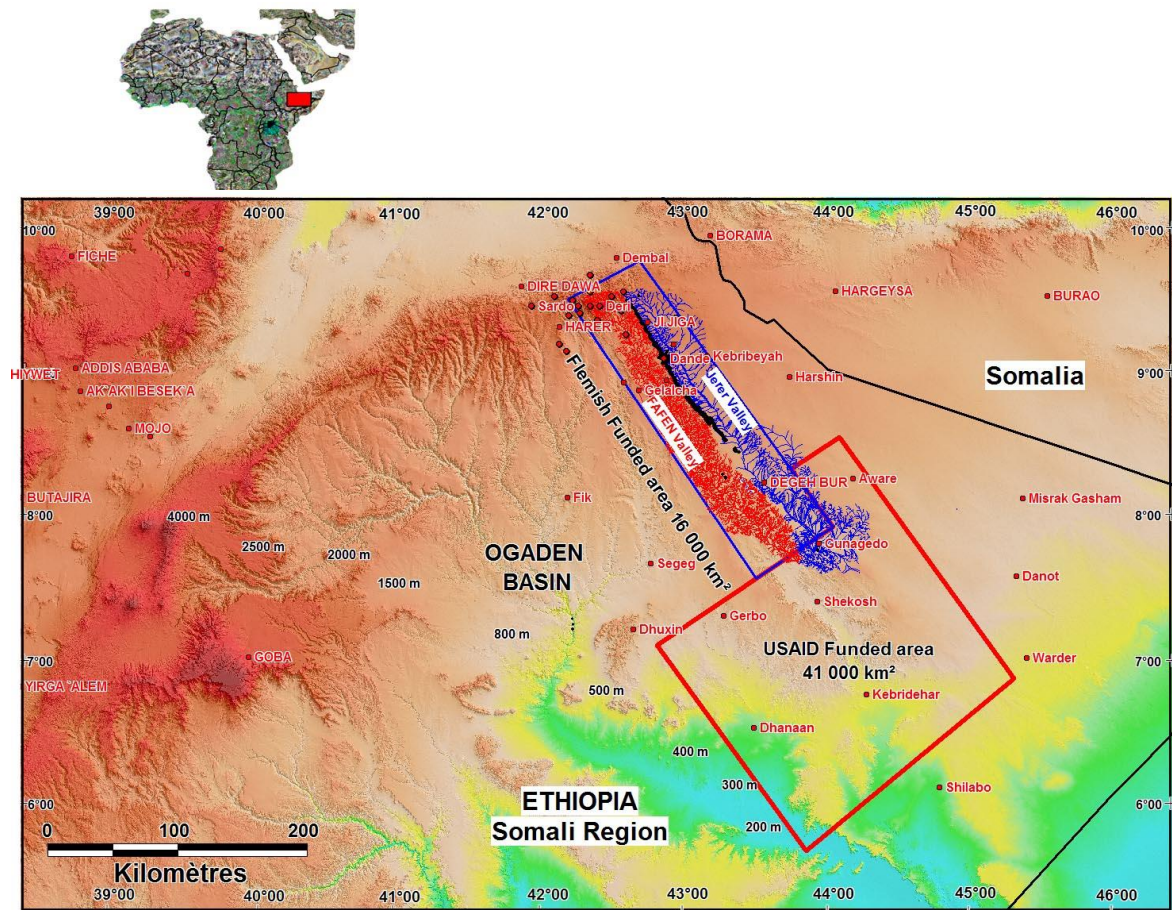 39°00 40°00 41°00 42°00 43°00 44°00 45°00 46°00
10°00 10°00
BORAMA
FICHE
Dembal
DIRE DAWA
HARGEYSA
BURAO
Sardo
Deri
JIJIGA
HARER
Dande
Kebribeyah
9°00 9°00
ADDIS ABABA
HIYWET
Harshin
Somalia
AK'AK'I BESEK'A
Gelalcha
Jerer Valley
FAFEN Valley
MOJO
Flemish Funded area 16 000 km²
DEGEH BUR
Aware
BUTAJIRA
Fik
Misrak Gasham
8°00 8°00
4000 m
2500 m
2000 m
1500 m
OGADEN
BASIN
Gunagedo
Segeg
Danot
Shekosh
Gerbo
800 m
Dhuxin
USAID Funded area
41 000 km²
7°00 7°00
GOBA
Warder
YIRGA 'ALEM
500 m
Kebridehar
Dhanaan
400 m
300 m
Shilabo
6°00 6°00
200 m
ETHIOPIA
Somali Region
0 100 200
Kilomètres
39°00 40°00 41°00 42°00 43°00 44°00 45°00 46°00